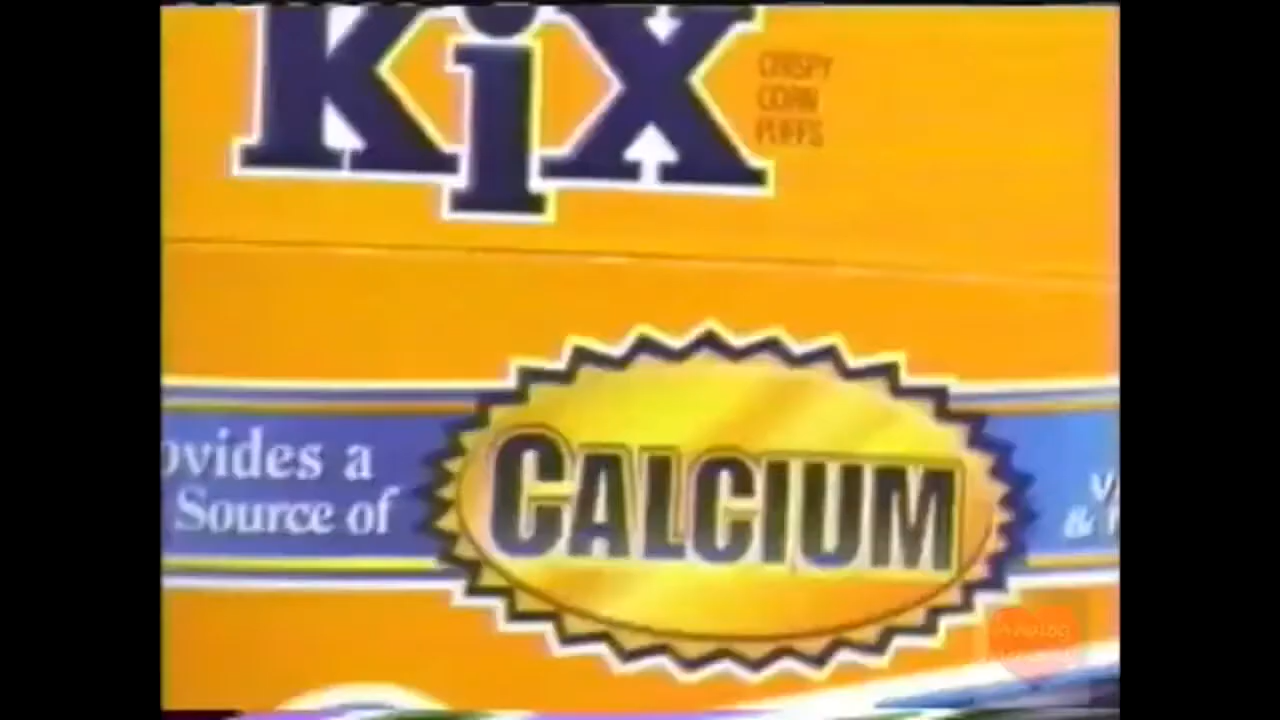 Kix
CRISPY
CORN
PUFFS
ovides a
Source of
CALCIUM
&